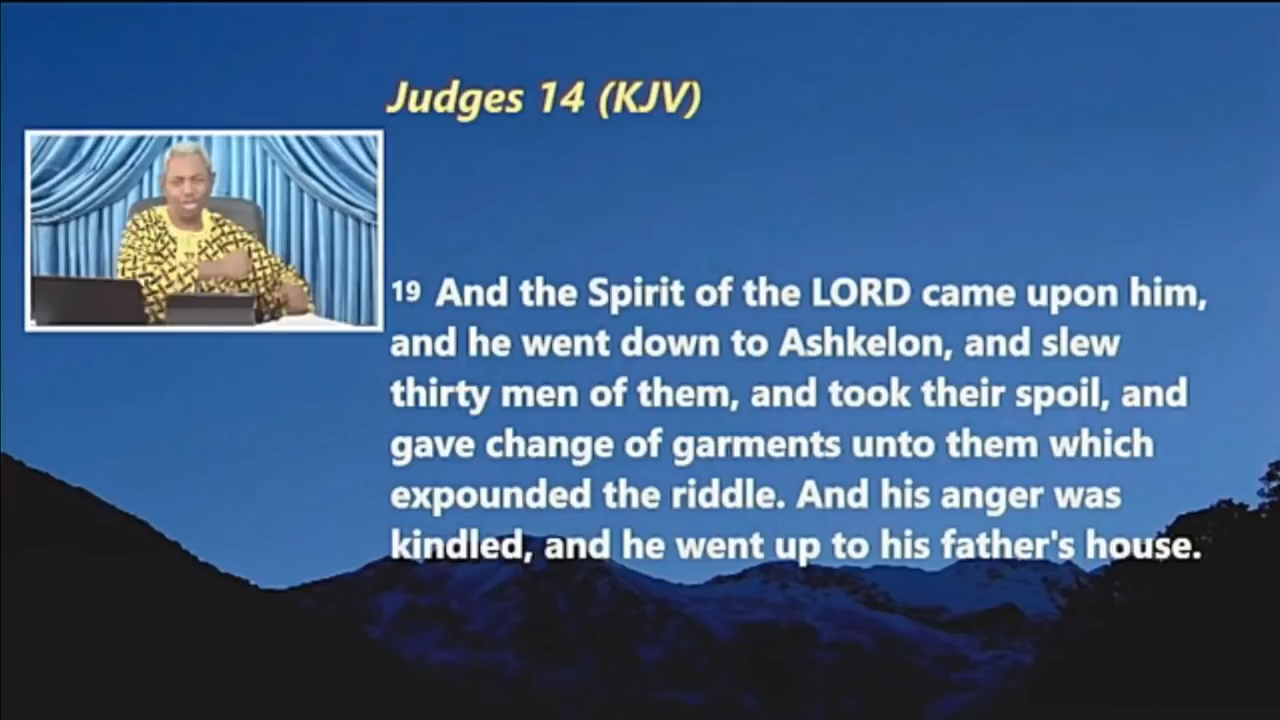 Judges 14 (KJV)
19 And the Spirit of the LORD came upon him,
and he went down to Ashkelon, and slew
thirty men of them, and took their spoil, and
gave change of garments unto them which
expounded the riddle. And his anger was
kindled, and he went up to his father's house.